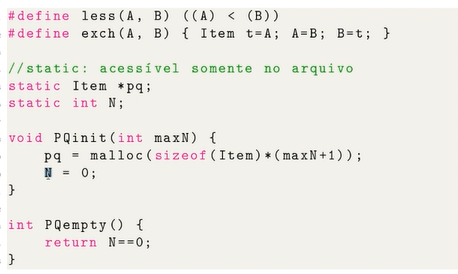 #define less(A, B) ((A) < (B))
#define exch(A, B) { Item t=A; A=B; B=t; }
//static: acessível somente no arquivo
static Item *pq;
static int N;
void PQinit(int maxN) {
pq = malloc(sizeof(Item)*(maxN+1));
N = 0;
}
int PQempty() {
return N==0;
}